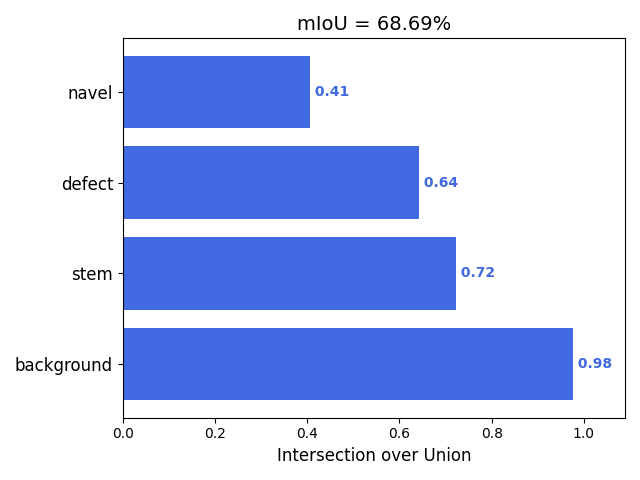 mIoU = 68.69%
navel
0.41
defect
0.64
stem
0.72
background
0.98
0.0 0.2 0.4 0.6 0.8 1.0
Intersection over Union